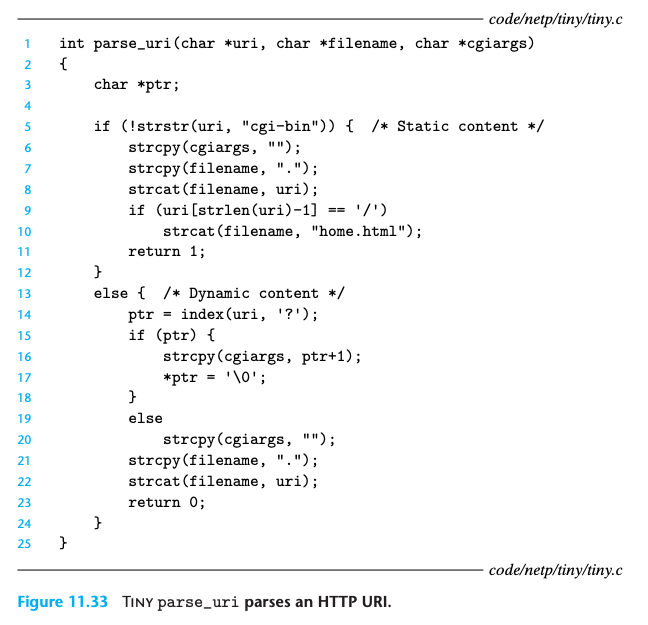 code/netp/tiny/tiny.c
1 int parse_uri(char *uri, char *filename, char *cgiargs)
2 {
3     char *ptr;
4
5     if (!strstr(uri, "cgi-bin")) {  /* Static content */
6         strcpy(cgiargs, "");
7         strcpy(filename, ".");
8         strcat(filename, uri);
9         if (uri[strlen(uri)-1] == '/')
10             strcat(filename, "home.html");
11         return 1;
12     }
13     else {  /* Dynamic content */
14         ptr = index(uri, '?');
15         if (ptr) {
16             strcpy(cgiargs, ptr+1);
17             *ptr = '\0';
18         }
19         else
20             strcpy(cgiargs, "");
21         strcpy(filename, ".");
22         strcat(filename, uri);
23         return 0;
24     }
25 }
code/netp/tiny/tiny.c
Figure 11.33 TINY parse_uri parses an HTTP URI.